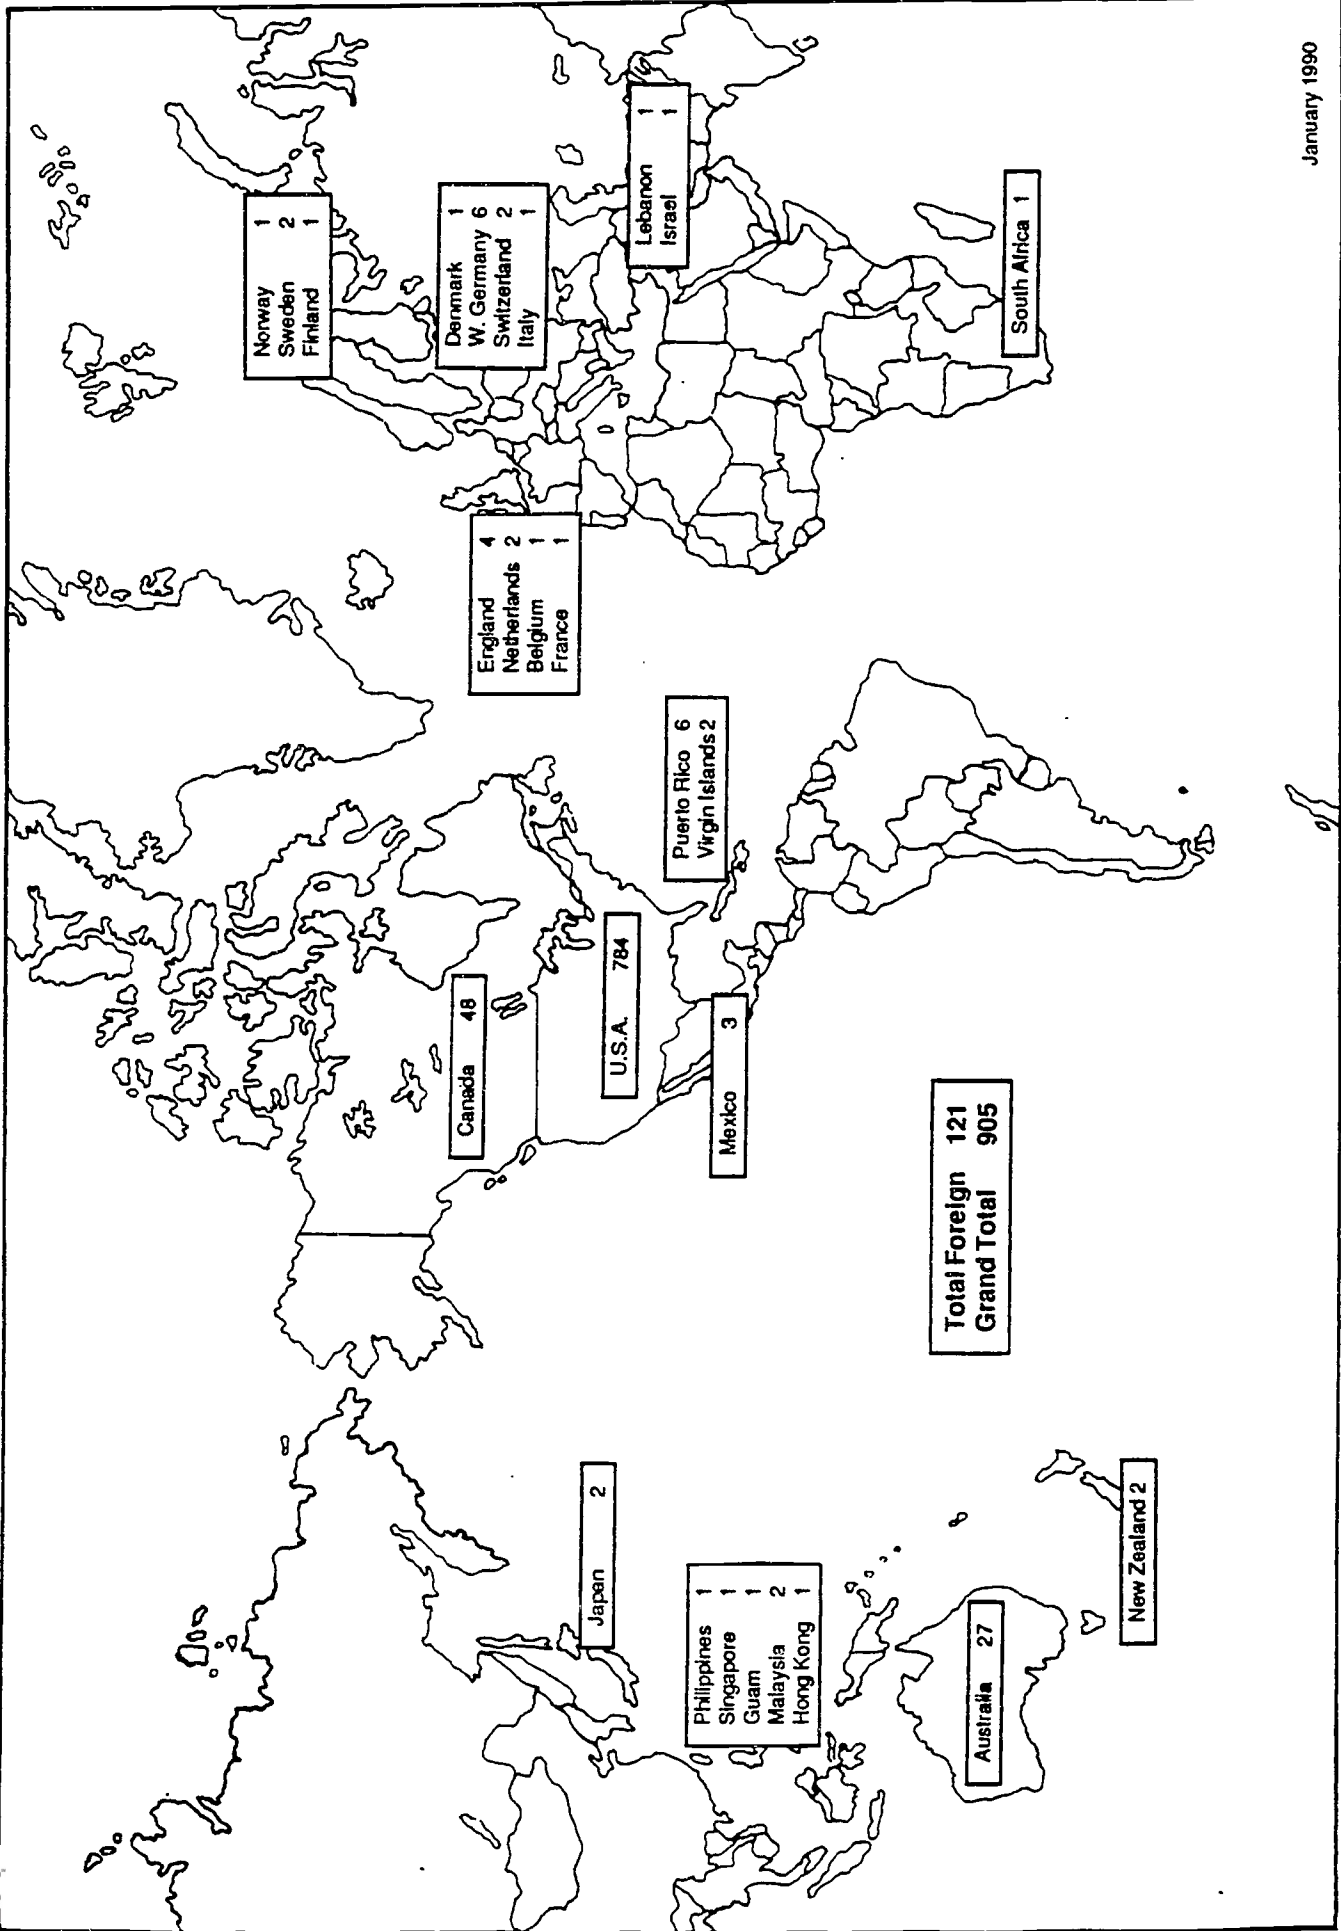 Norway 1
Sweden 2
Finland 1
Denmark 1
W. Germany 6
Switzerland 2
Italy 1
England 4
Netherlands 2
Belgium 1
France 1
Lebanon 1
Israel 1
South Africa 1
Canada 48
U.S.A. 784
Puerto Rico 6
Virgin Islands 2
Mexico 3
Japan 2
Philippines 1
Singapore 1
Guam 1
Malaysia 2
Hong Kong 1
Australia 27
New Zealand 2
Total Foreign 121
Grand Total 905
January 1990